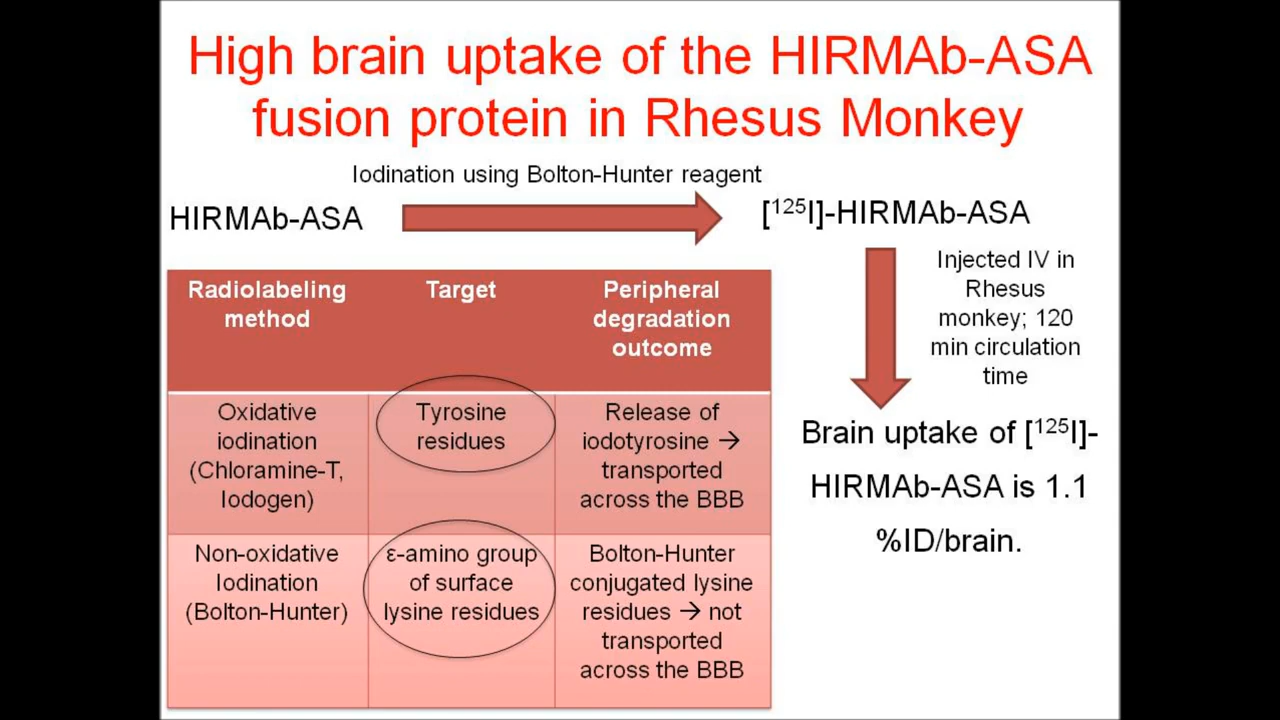 High brain uptake of the HIRMAb-ASA
fusion protein in Rhesus Monkey
Iodination using Bolton-Hunter reagent
HIRMAb-ASA
[¹²⁵I]-HIRMAb-ASA
Injected IV in
Rhesus
monkey; 120
min circulation
time
Brain uptake of [¹²⁵I]-
HIRMAb-ASA is 1.1
%ID/brain.
Radiolabeling
method
Target
Peripheral
degradation
outcome
Oxidative
iodination
(Chloramine-T,
Iodogen)
Tyrosine
residues
Release of
iodotyrosine →
transported
across the BBB
Non-oxidative
Iodination
(Bolton-Hunter)
ε-amino group
of surface
lysine residues
Bolton-Hunter
conjugated lysine
residues → not
transported
across the BBB